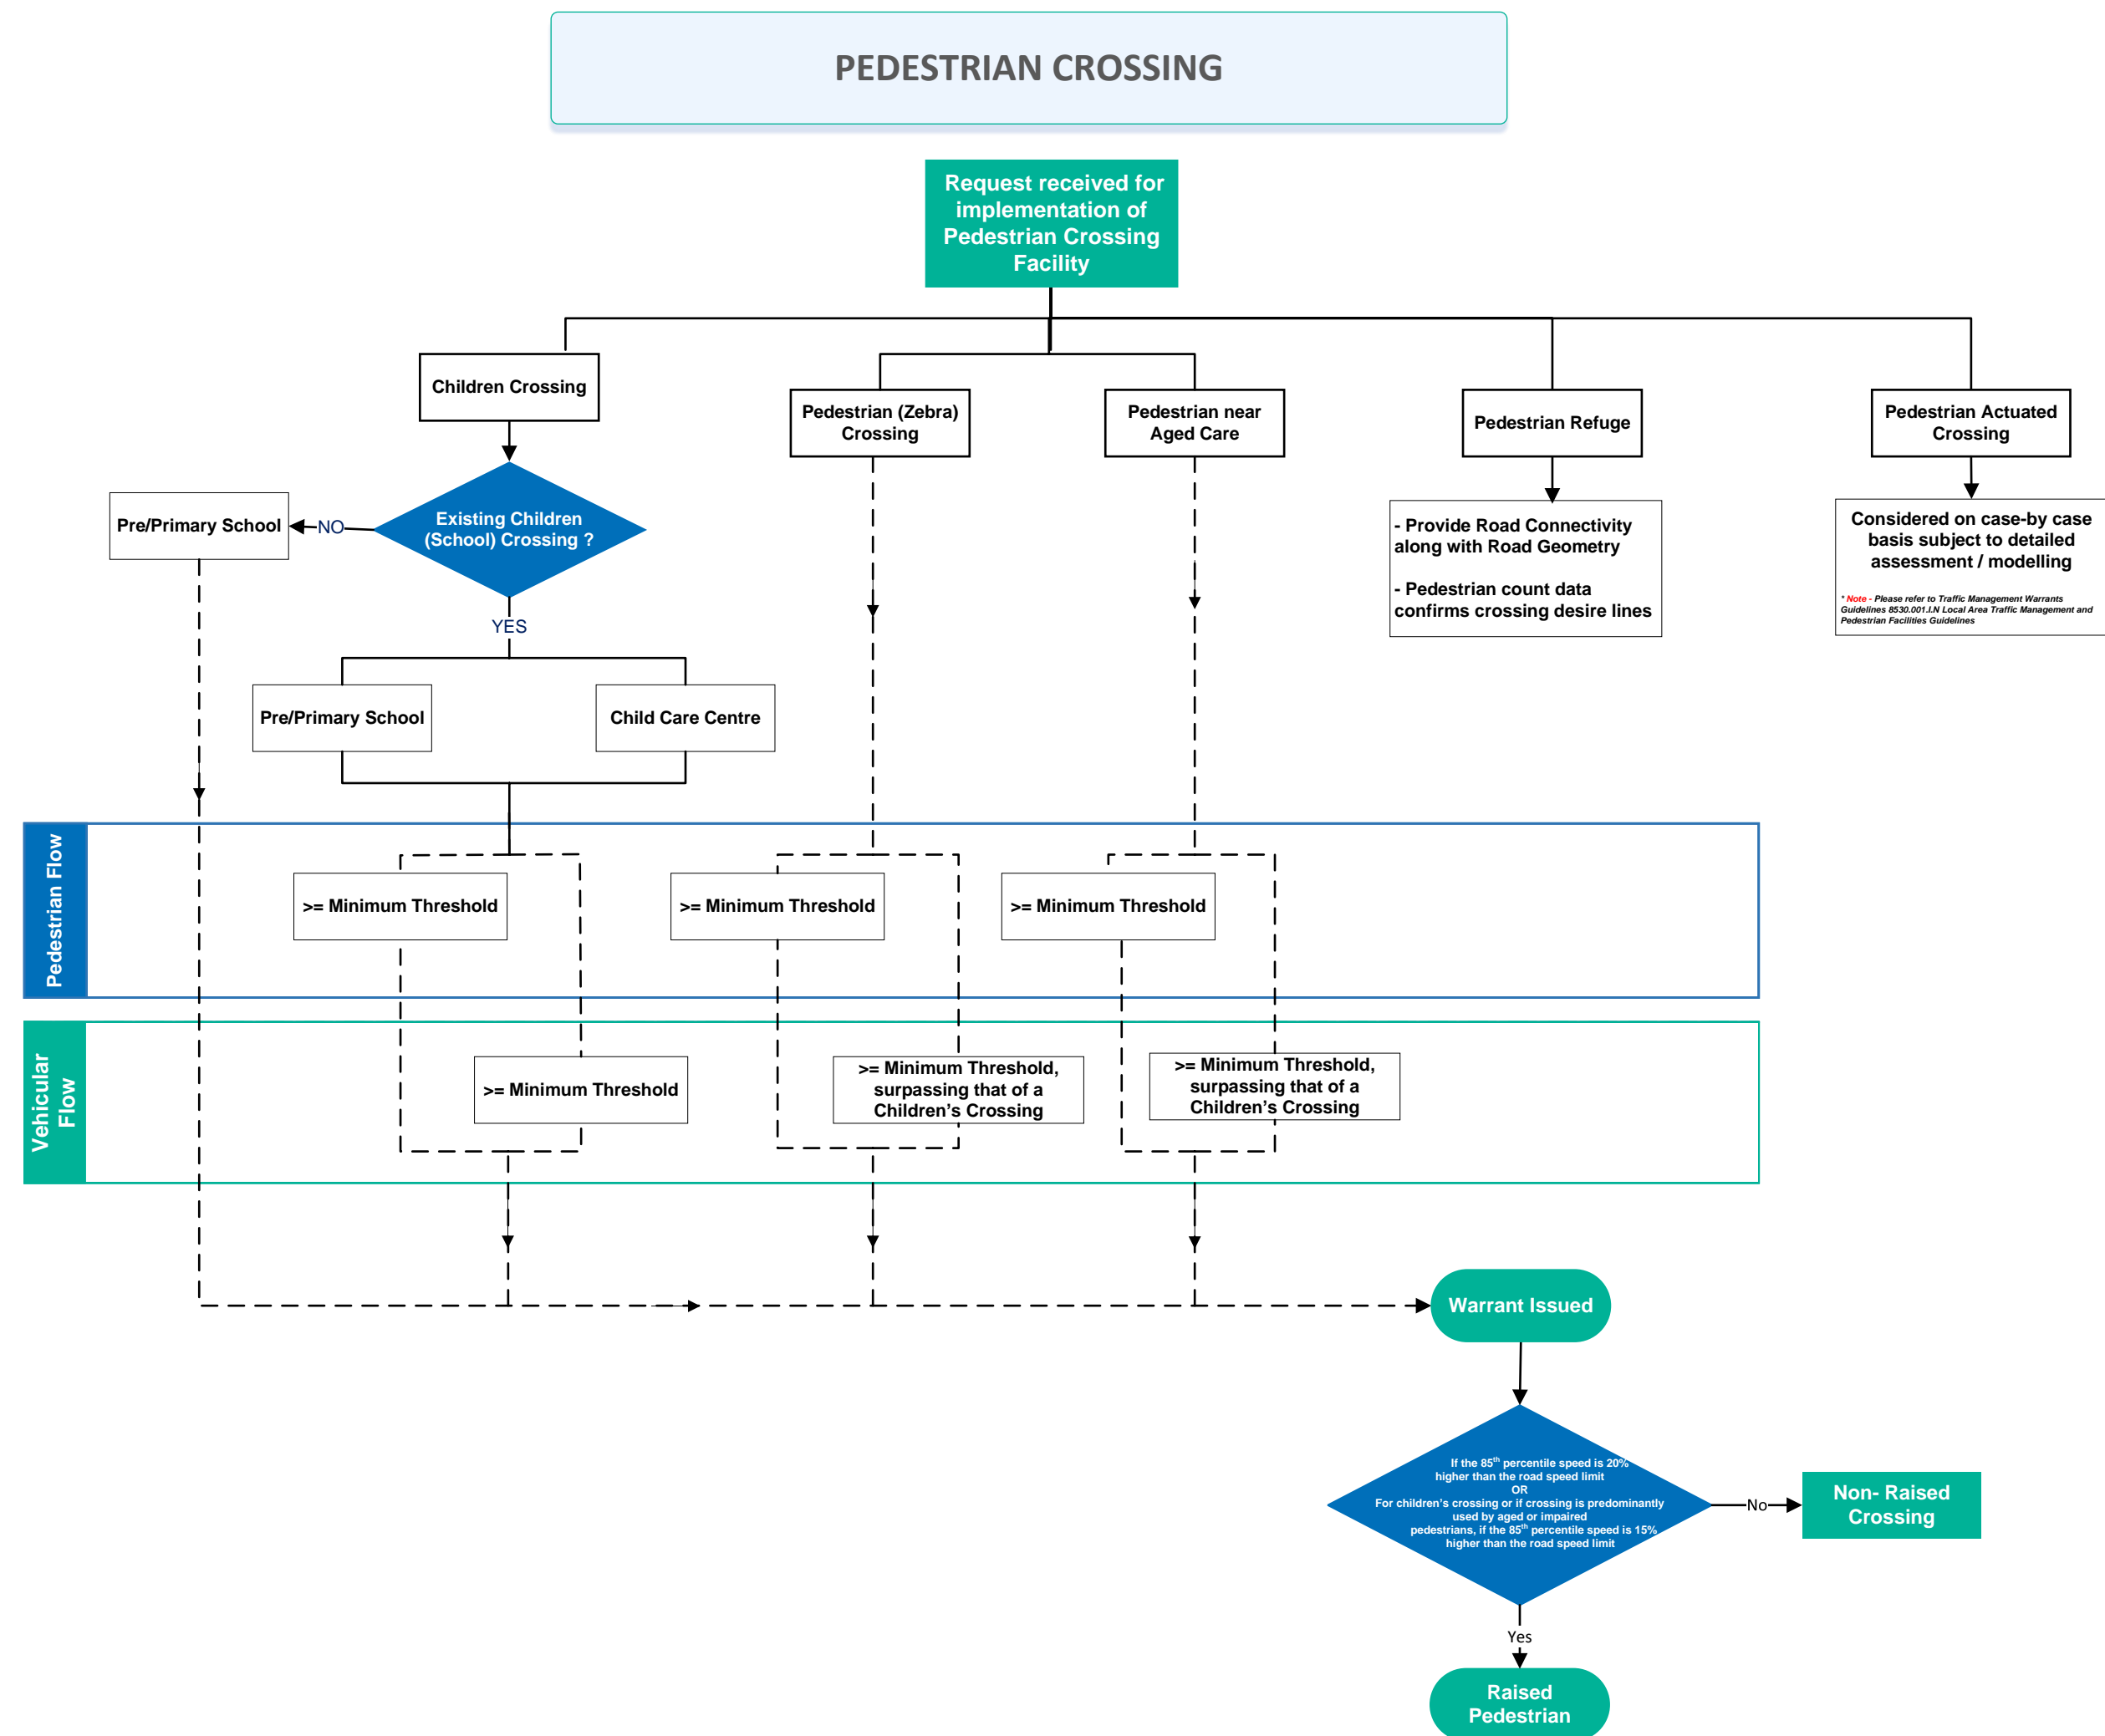 PEDESTRIAN CROSSING
Request received for
implementation of
Pedestrian Crossing
Facility
Children Crossing
Pedestrian (Zebra)
Crossing
Pedestrian near
Aged Care
Pedestrian Refuge
Pedestrian Actuated
Crossing
Pre/Primary School
NO
Existing Children
(School) Crossing ?
YES
- Provide Road Connectivity
along with Road Geometry
- Pedestrian count data
confirms crossing desire lines
Considered on case-by case
basis subject to detailed
assessment / modelling
* Note - Please refer to Traffic Management Warrants
Guidelines 8530.001.I.N Local Area Traffic Management and
Pedestrian Facilities Guidelines
Pre/Primary School
Child Care Centre
Pedestrian Flow
>= Minimum Threshold
>= Minimum Threshold
>= Minimum Threshold
Vehicular
Flow
>= Minimum Threshold
>= Minimum Threshold,
surpassing that of a
Children’s Crossing
>= Minimum Threshold,
surpassing that of a
Children’s Crossing
Warrant Issued
If the 85th percentile speed is 20%
higher than the road speed limit
OR
For children’s crossing or if crossing is predominantly
used by aged or impaired
pedestrians, if the 85th percentile speed is 15%
higher than the road speed limit
No
Non- Raised
Crossing
Yes
Raised
Pedestrian